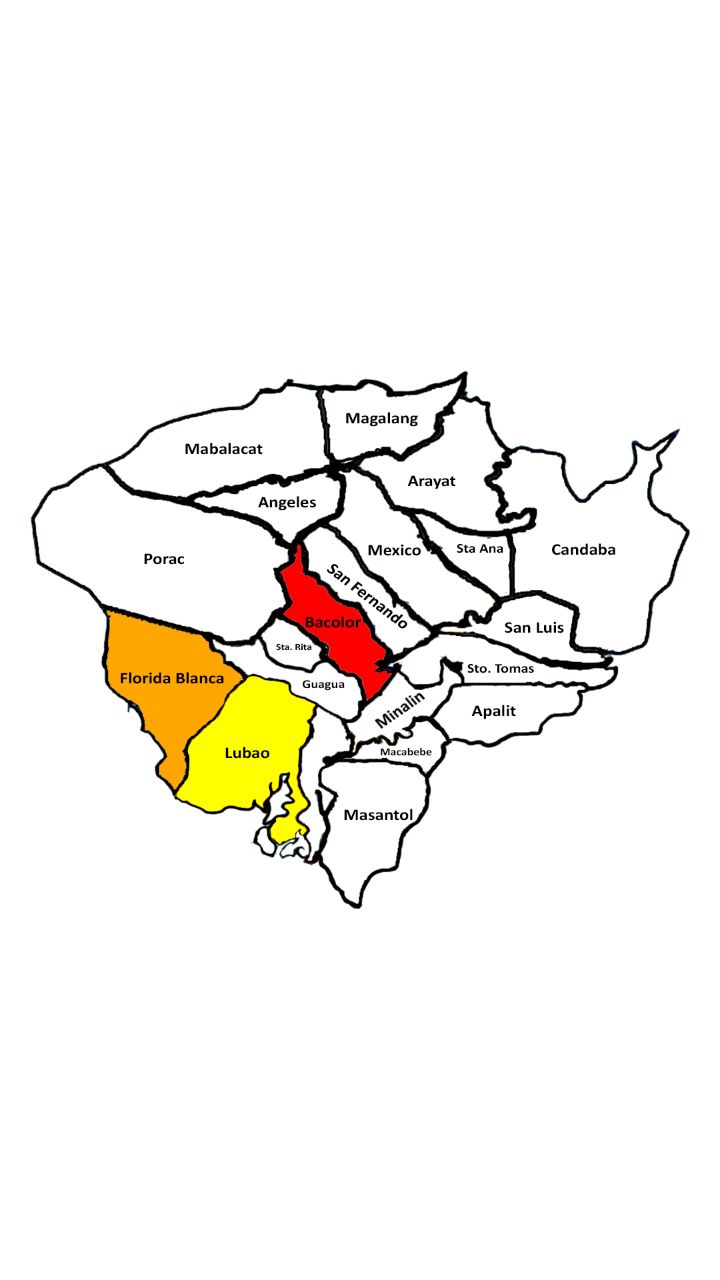 Magalang
Mabalacat
Arayat
Angeles
Mexico
Sta Ana
Candaba
Porac
San Fernando
Bacolor
San Luis
Sta. Rita
Sto. Tomas
Florida Blanca
Guagua
Minalin
Apalit
Lubao
Macabebe
Masantol